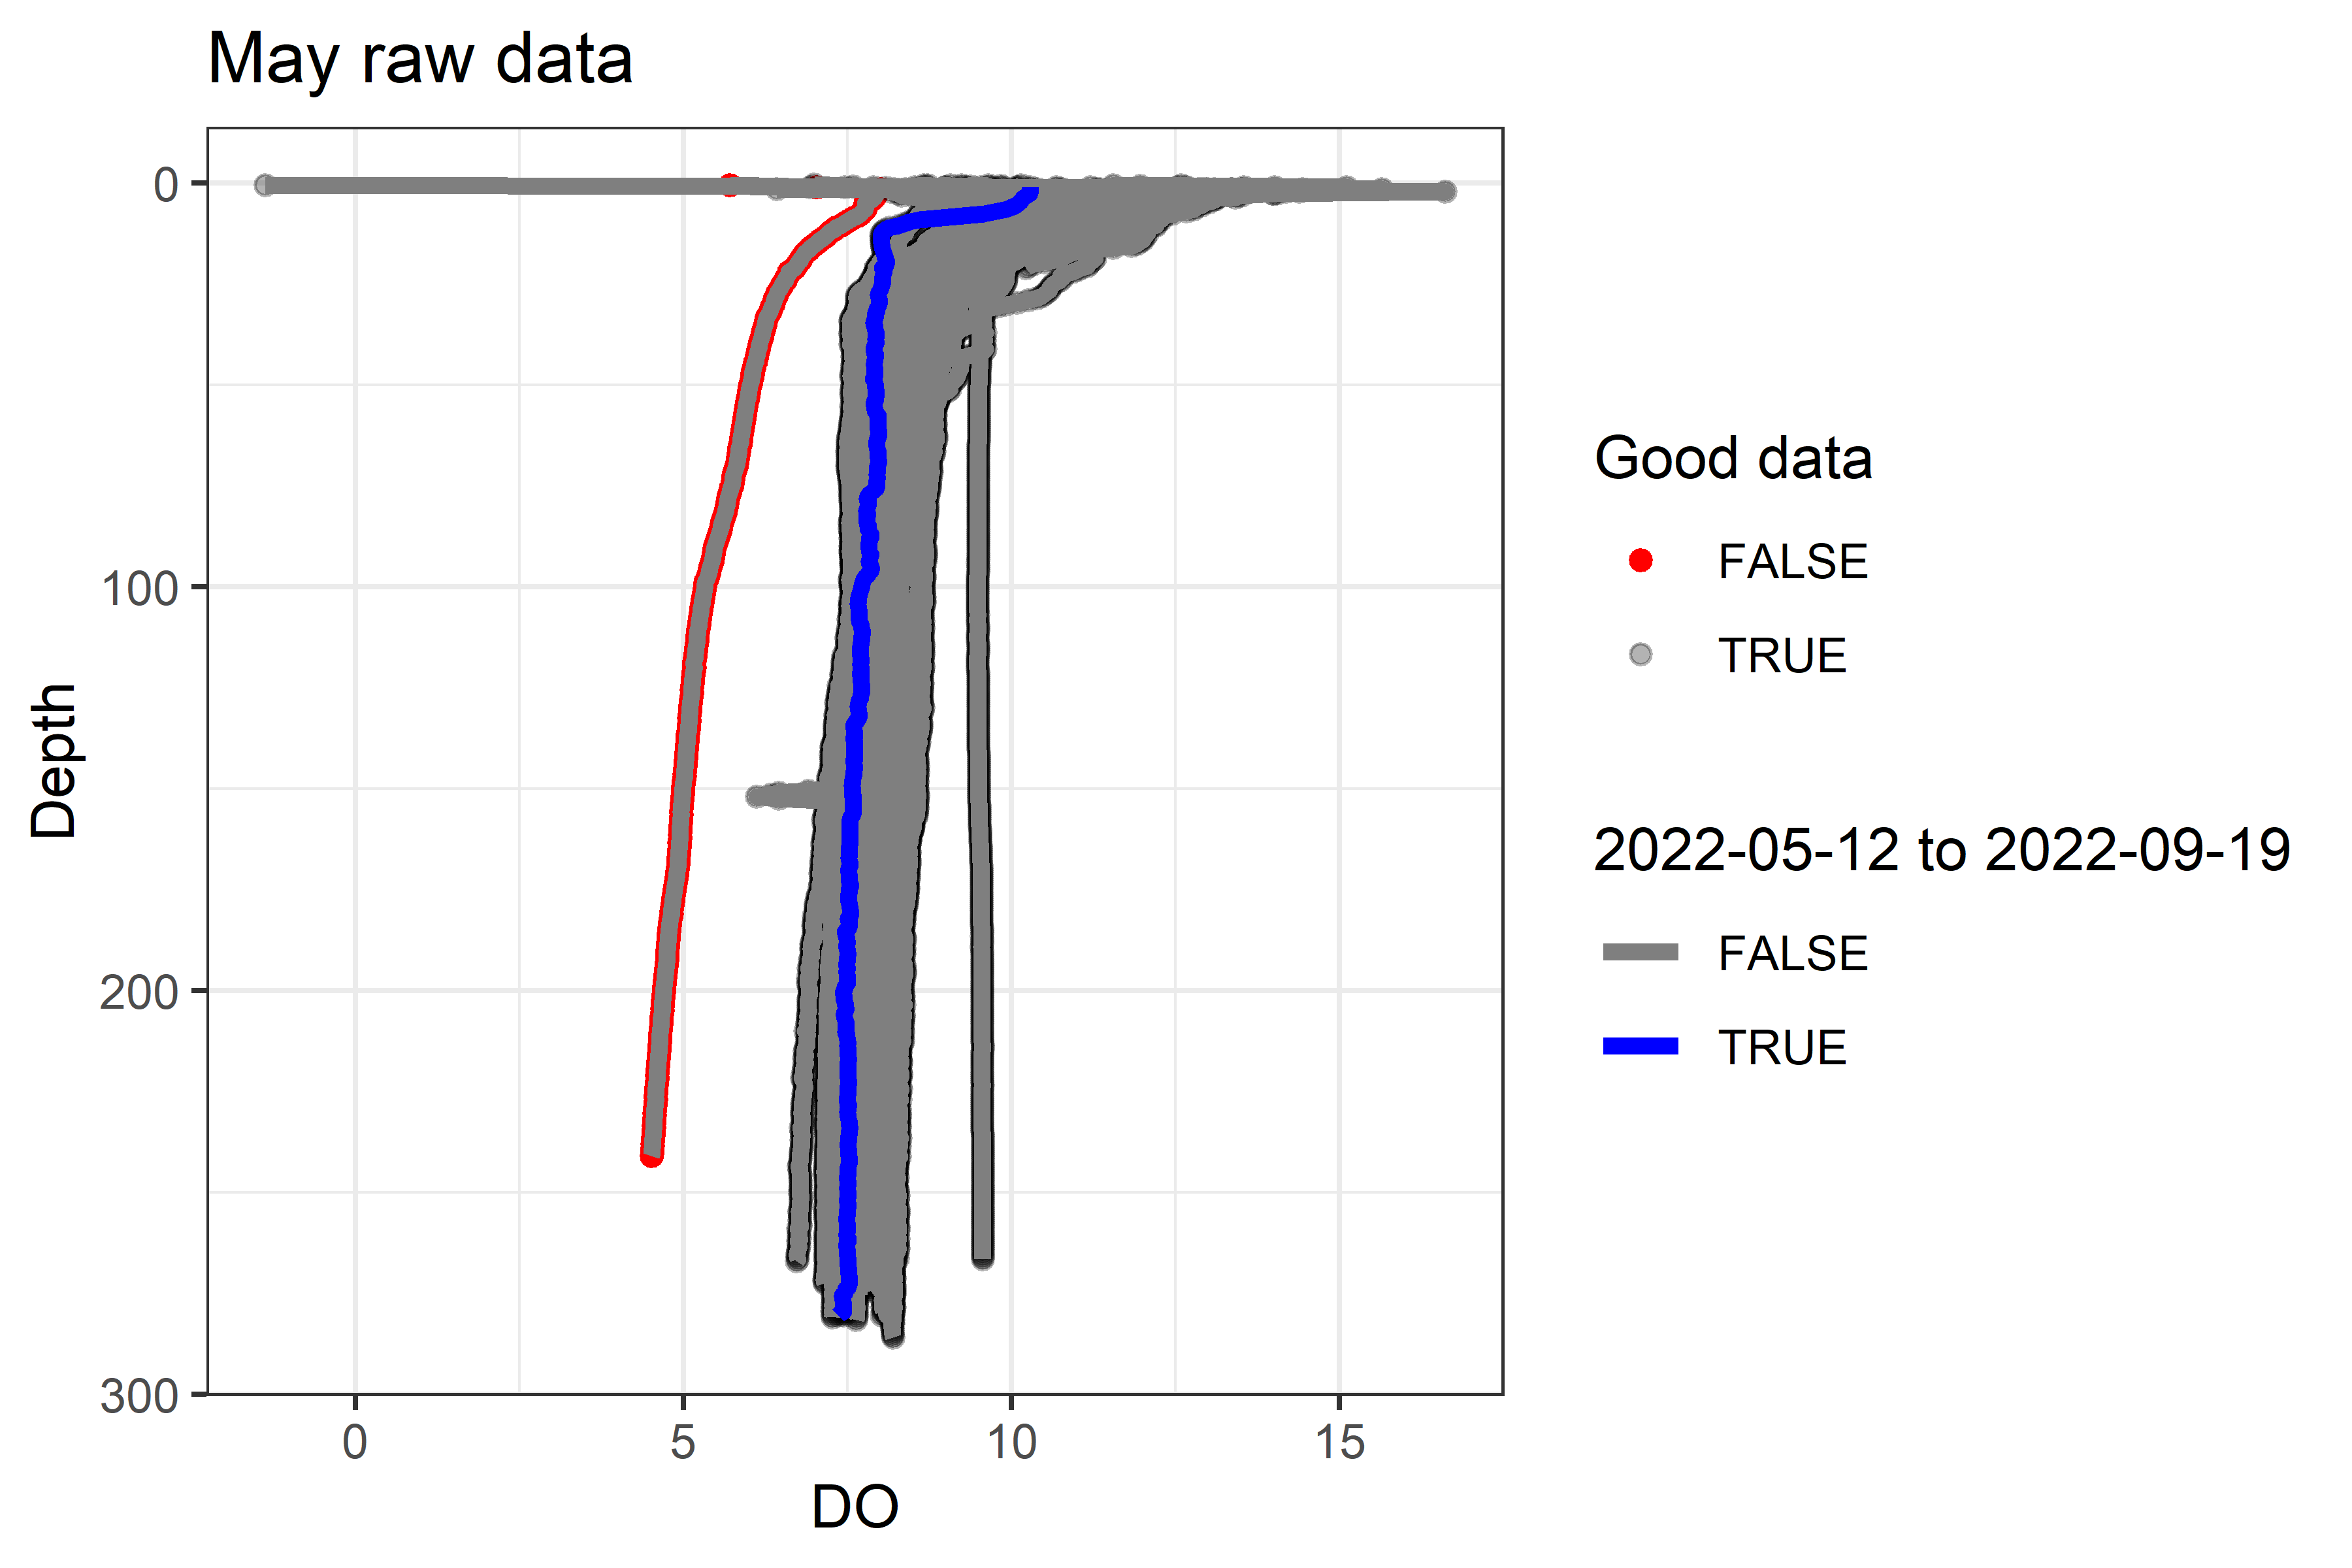 May raw data
0
100
200
300
Depth
0 5 10 15
DO
Good data
FALSE
TRUE
2022-05-12 to 2022-09-19
FALSE
TRUE